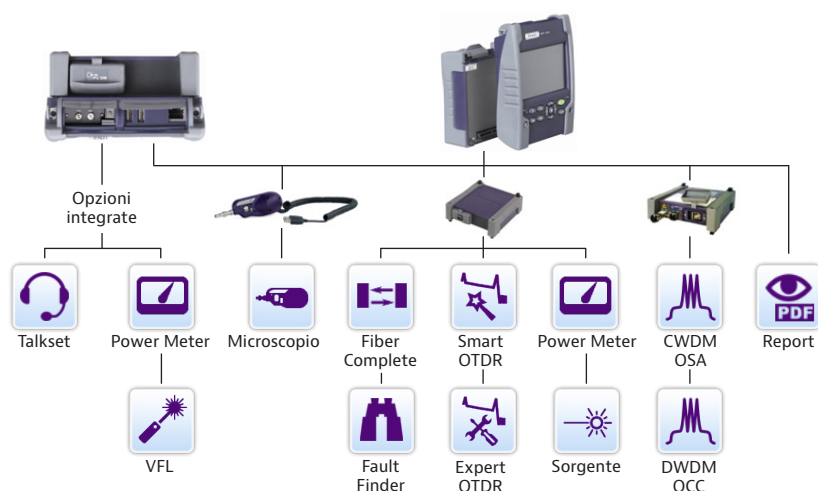 Opzioni
integrate
Talkset
Power Meter
Microscopio
Fiber
Complete
Smart
OTDR
Power Meter
CWDM
OSA
PDF
Report
VFL
Fault
Finder
Expert
OTDR
Sorgente
DWDM
OCC